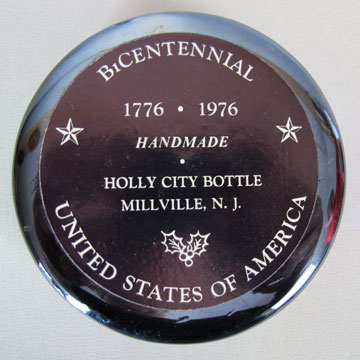 BiCENTENNIAL
1776 • 1976
HANDMADE
•
HOLLY CITY BOTTLE
MILLVILLE, N. J.
UNITED STATES OF AMERICA